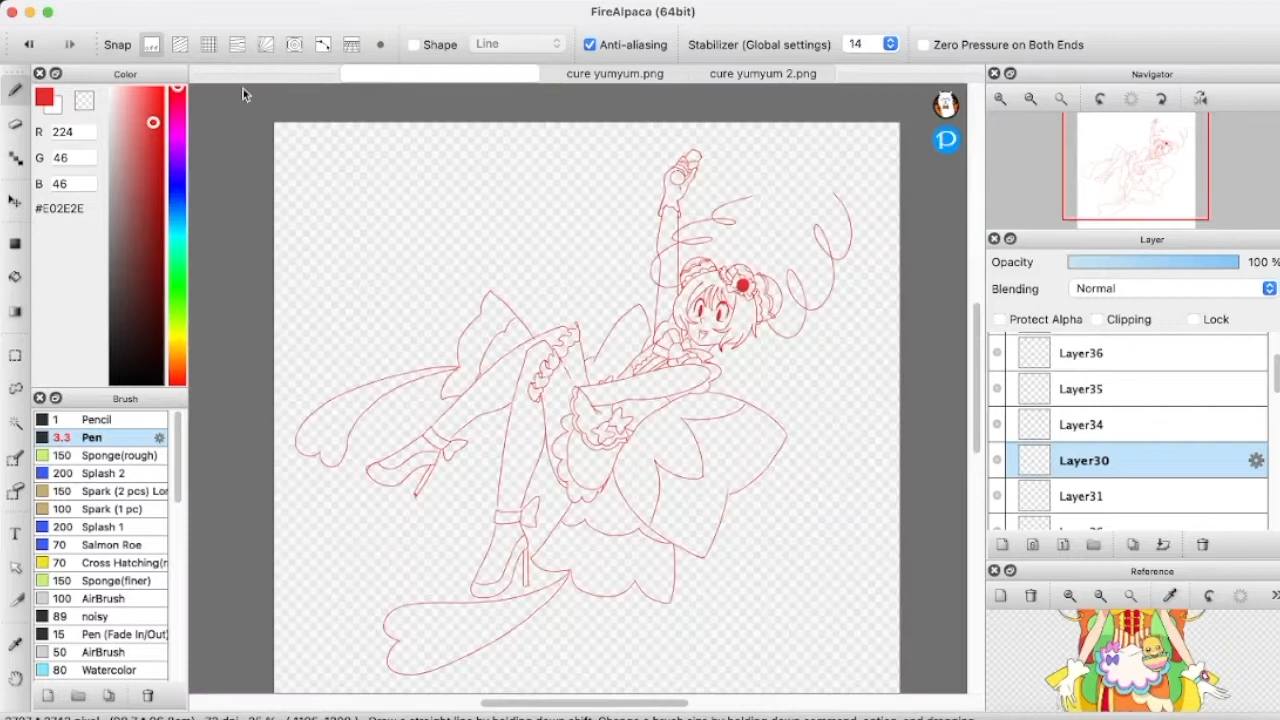 FireAlpaca (64bit)
Snap Shape Line Anti-aliasing Stabilizer (Global settings) 14 Zero Pressure on Both Ends
Color cure yumyum.png cure yumyum 2.png Navigator
R 224
G 46
B 46
#E02E2E
Layer
Opacity 100 %
Blending Normal
Protect Alpha Clipping Lock
Layer36
Layer35
Layer34
Layer30
Layer31
Brush
1 Pencil
3.3 Pen
150 Sponge(rough)
200 Splash 2
150 Spark (2 pcs) Lor
100 Spark (1 pc)
200 Splash 1
70 Salmon Roe
70 Cross Hatching(r
150 Sponge(finer)
100 AirBrush
89 noisy
15 Pen (Fade In/Out)
50 AirBrush
80 Watercolor
Reference